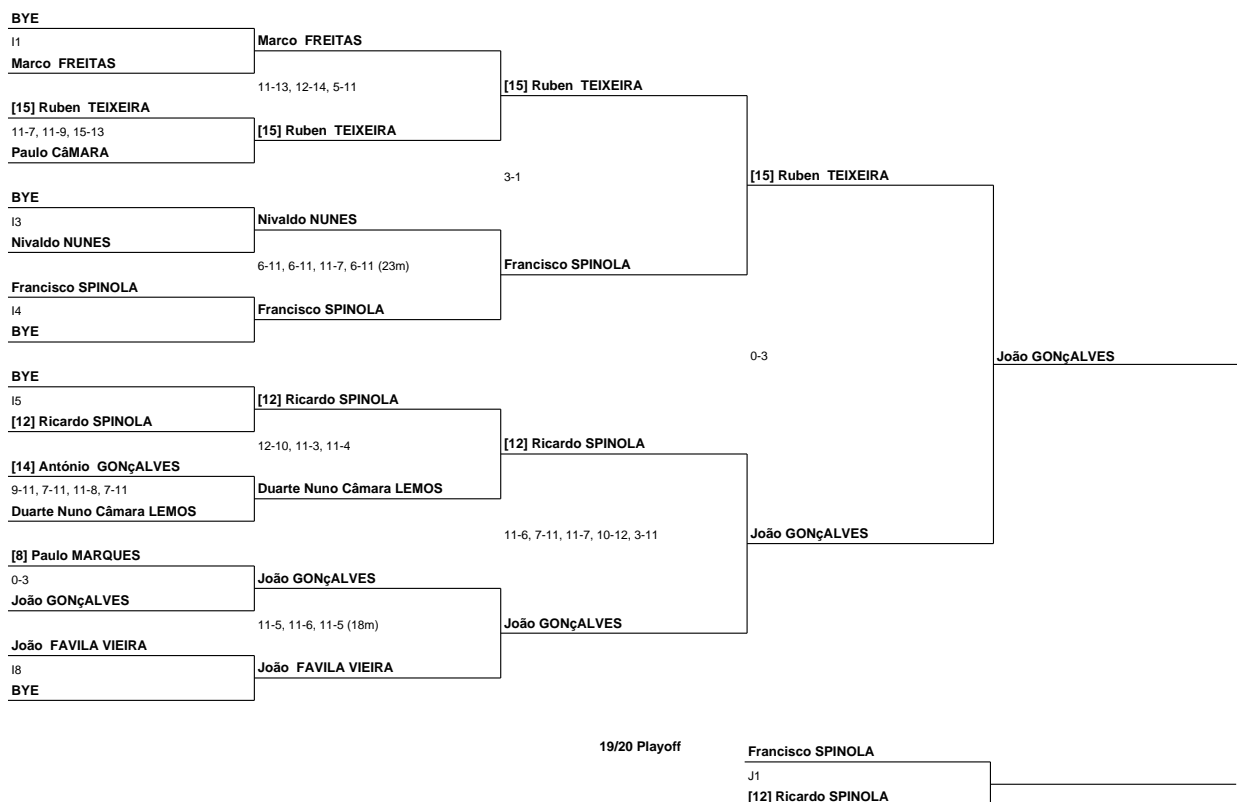 BYE
I1
Marco FREITAS
Marco FREITAS
11-13, 12-14, 5-11
[15] Ruben TEIXEIRA
[15] Ruben TEIXEIRA
11-7, 11-9, 15-13
[15] Ruben TEIXEIRA
Paulo CâMARA
3-1
[15] Ruben TEIXEIRA
BYE
I3
Nivaldo NUNES
Nivaldo NUNES
6-11, 6-11, 11-7, 6-11 (23m)
Francisco SPINOLA
Francisco SPINOLA
I4
Francisco SPINOLA
BYE
0-3
João GONçALVES
BYE
I5
[12] Ricardo SPINOLA
[12] Ricardo SPINOLA
12-10, 11-3, 11-4
[12] Ricardo SPINOLA
[14] António GONçALVES
9-11, 7-11, 11-8, 7-11
Duarte Nuno Câmara LEMOS
Duarte Nuno Câmara LEMOS
11-6, 7-11, 11-7, 10-12, 3-11
João GONçALVES
[8] Paulo MARQUES
0-3
João GONçALVES
João GONçALVES
11-5, 11-6, 11-5 (18m)
João GONçALVES
João FAVILA VIEIRA
I8
João FAVILA VIEIRA
BYE
19/20 Playoff
Francisco SPINOLA
J1
[12] Ricardo SPINOLA